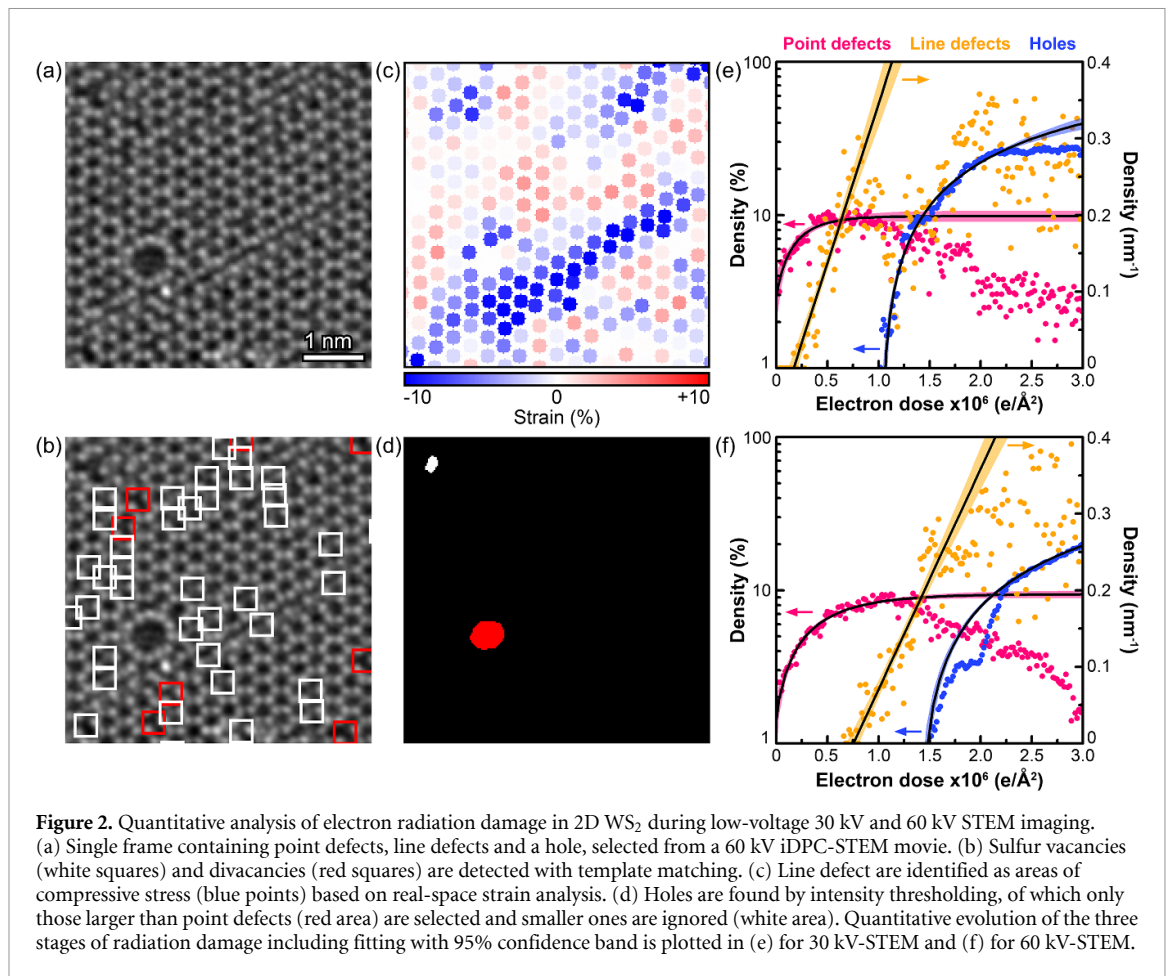 Point defects Line defects Holes
(a)
(c)
(e)
1 nm
-10 0 +10
Strain (%)
100
10
1
Density (%)
0.4
0.3
0.2
0.1
0
Density (nm⁻¹)
0 0.5 1.0 1.5 2.0 2.5 3.0
Electron dose x10⁶ (e/Å²)
(b)
(d)
(f)
100
10
1
Density (%)
0.4
0.3
0.2
0.1
0
Density (nm⁻¹)
0 0.5 1.0 1.5 2.0 2.5 3.0
Electron dose x10⁶ (e/Å²)
Figure 2. Quantitative analysis of electron radiation damage in 2D WS₂ during low-voltage 30 kV and 60 kV STEM imaging.
(a) Single frame containing point defects, line defects and a hole, selected from a 60 kV iDPC-STEM movie. (b) Sulfur vacancies
(white squares) and divacancies (red squares) are detected with template matching. (c) Line defect are identified as areas of
compressive stress (blue points) based on real-space strain analysis. (d) Holes are found by intensity thresholding, of which only
those larger than point defects (red area) are selected and smaller ones are ignored (white area). Quantitative evolution of the three
stages of radiation damage including fitting with 95% confidence band is plotted in (e) for 30 kV-STEM and (f) for 60 kV-STEM.